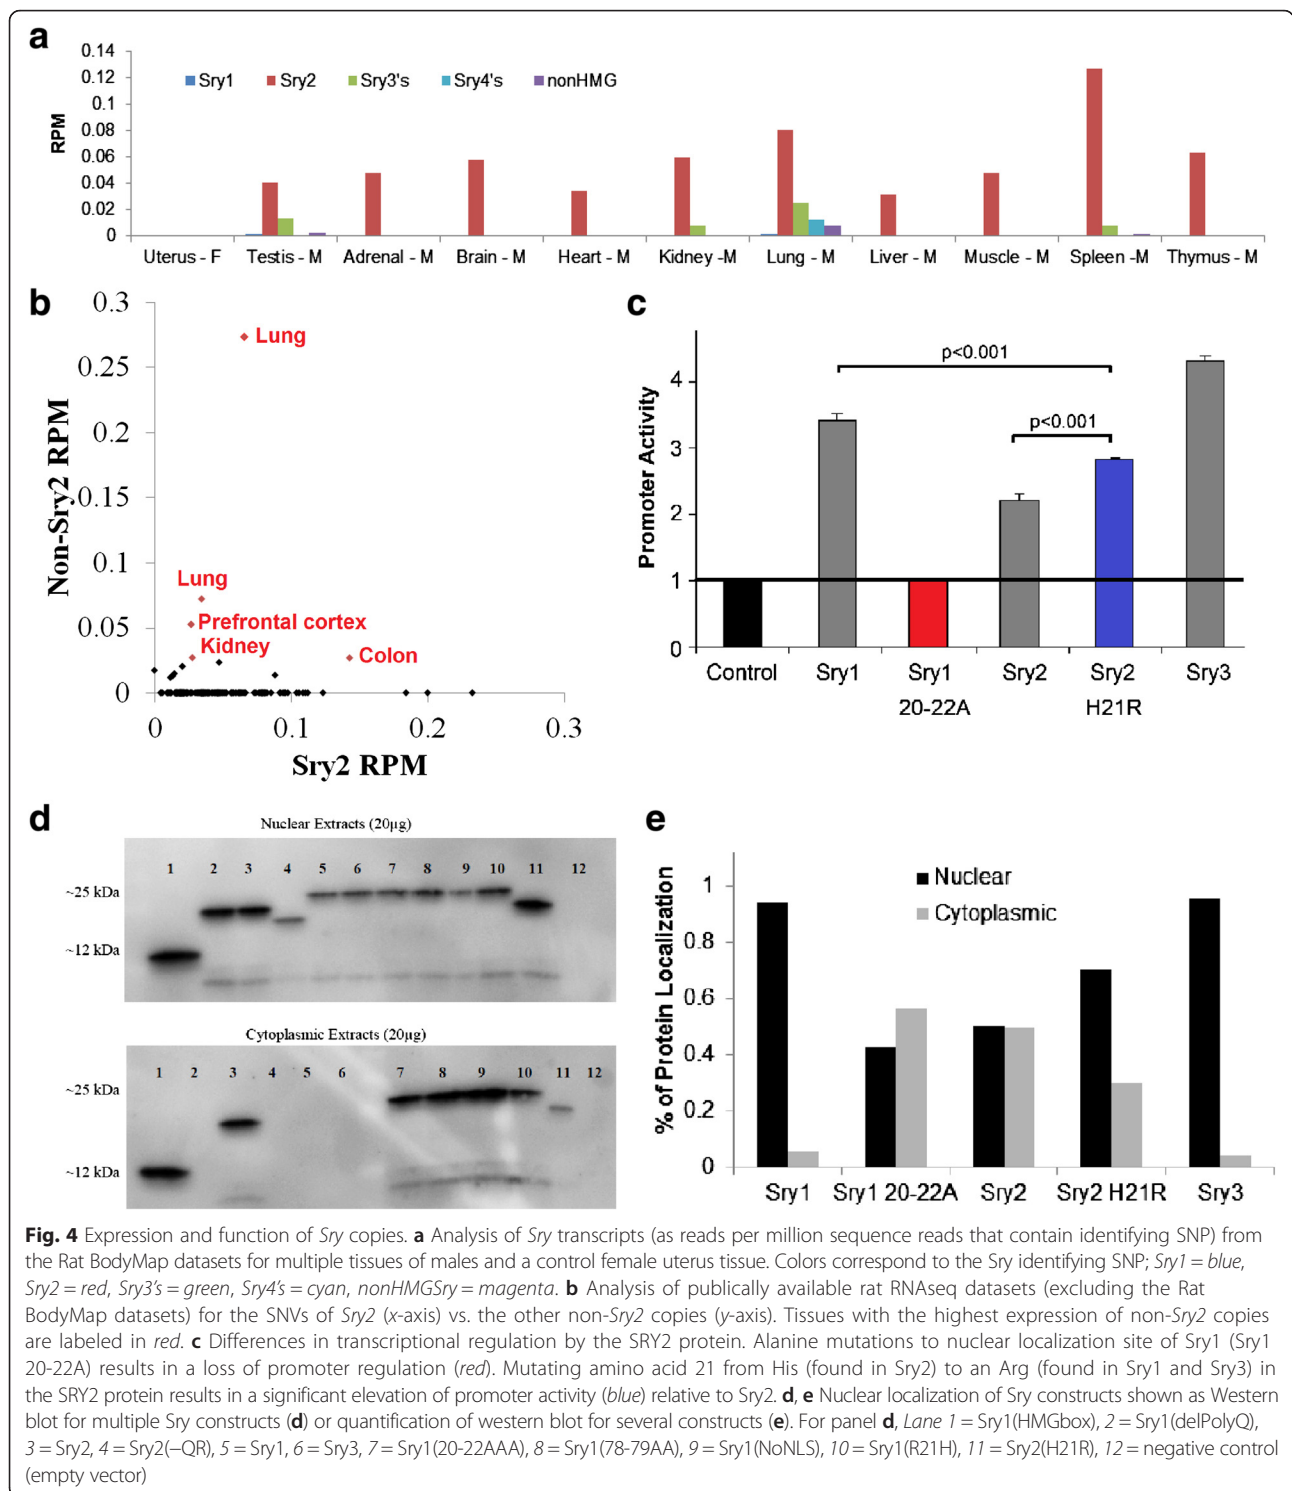 a
0.14
0.12
0.1
0.08
0.06
0.04
0.02
0
RPM
Sry1 Sry2 Sry3's Sry4's nonHMG
Uterus - F Testis - M Adrenal - M Brain - M Heart - M Kidney -M Lung - M Liver - M Muscle - M Spleen -M Thymus - M
b
0.3
0.25
0.2
0.15
0.1
0.05
0
Non-Sry2 RPM
Lung
Lung
Prefrontal cortex
Kidney
Colon
0 0.1 0.2 0.3
Sry2 RPM
c
Promoter Activity
4
3
2
1
0
p<0.001
p<0.001
Control Sry1 Sry1 Sry2 Sry2 Sry3
20-22A H21R
d
Nuclear Extracts (20µg)
1 2 3 4 5 6 7 8 9 10 11 12
~25 kDa
~12 kDa
Cytoplasmic Extracts (20µg)
1 2 3 4 5 6 7 8 9 10 11 12
~25 kDa
~12 kDa
e
% of Protein Localization
1
0.8
0.6
0.4
0.2
0
Nuclear
Cytoplasmic
Sry1 Sry1 20-22A Sry2 Sry2 H21R Sry3
Fig. 4 Expression and function of Sry copies. a Analysis of Sry transcripts (as reads per million sequence reads that contain identifying SNP) from
the Rat BodyMap datasets for multiple tissues of males and a control female uterus tissue. Colors correspond to the Sry identifying SNP; Sry1 = blue,
Sry2 = red, Sry3's = green, Sry4's = cyan, nonHMGSry = magenta. b Analysis of publically available rat RNAseq datasets (excluding the Rat
BodyMap datasets) for the SNVs of Sry2 (x-axis) vs. the other non-Sry2 copies (y-axis). Tissues with the highest expression of non-Sry2 copies
are labeled in red. c Differences in transcriptional regulation by the SRY2 protein. Alanine mutations to nuclear localization site of Sry1 (Sry1
20-22A) results in a loss of promoter regulation (red). Mutating amino acid 21 from His (found in Sry2) to an Arg (found in Sry1 and Sry3) in
the SRY2 protein results in a significant elevation of promoter activity (blue) relative to Sry2. d, e Nuclear localization of Sry constructs shown as Western
blot for multiple Sry constructs (d) or quantification of western blot for several constructs (e). For panel d, Lane 1 = Sry1(HMGbox), 2 = Sry1(delPolyQ),
3 = Sry2, 4 = Sry2(−QR), 5 = Sry1, 6 = Sry3, 7 = Sry1(20-22AAA), 8 = Sry1(78-79AA), 9 = Sry1(NoNLS), 10 = Sry1(R21H), 11 = Sry2(H21R), 12 = negative control
(empty vector)